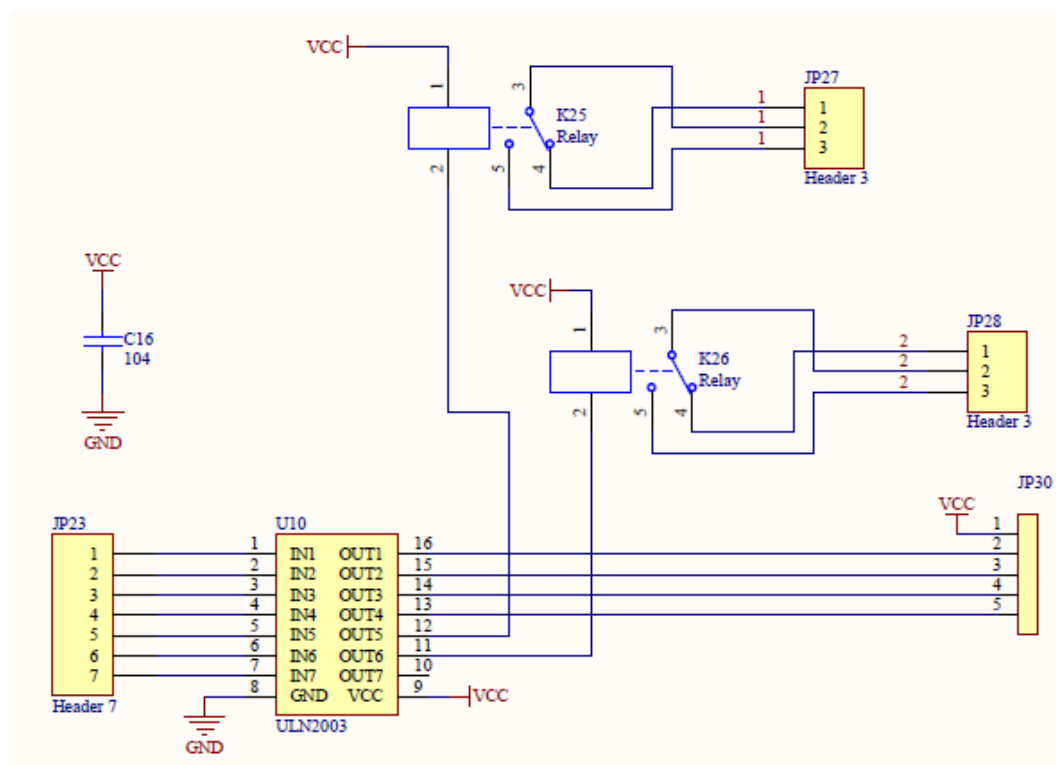 VCC
1
2
3
4
5
K25
Relay
JP27
1 1
1 2
1 3
Header 3
VCC
C16
104
GND
VCC
1
2
3
4
5
K26
Relay
JP28
2 1
2 2
2 3
Header 3
JP30
VCC
1
2
3
4
5
JP23
1
2
3
4
5
6
7
Header 7
U10
1 IN1 OUT1 16
2 IN2 OUT2 15
3 IN3 OUT3 14
4 IN4 OUT4 13
5 IN5 OUT5 12
6 IN6 OUT6 11
7 IN7 OUT7 10
8 GND VCC 9
VCC
ULN2003
GND